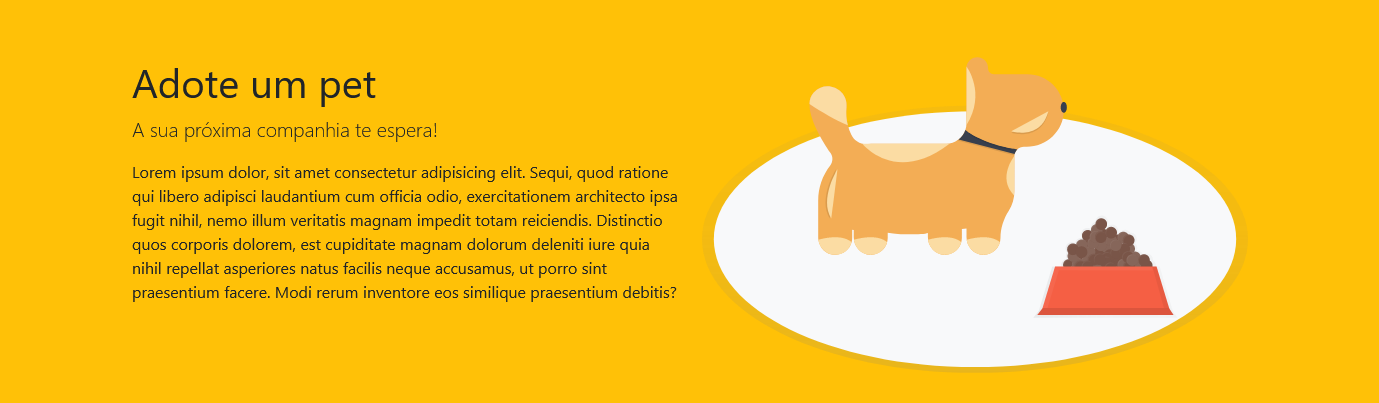 Adote um pet
A sua próxima companhia te espera!
Lorem ipsum dolor, sit amet consectetur adipisicing elit. Sequi, quod ratione
qui libero adipisci laudantium cum officia odio, exercitationem architecto ipsa
fugit nihil, nemo illum veritatis magnam impedit totam reiciendis. Distinctio
quos corporis dolorem, est cupiditate magnam dolorum deleniti iure quia
nihil repellat asperiores natus facilis neque accusamus, ut porro sint
praesentium facere. Modi rerum inventore eos similique praesentium debitis?